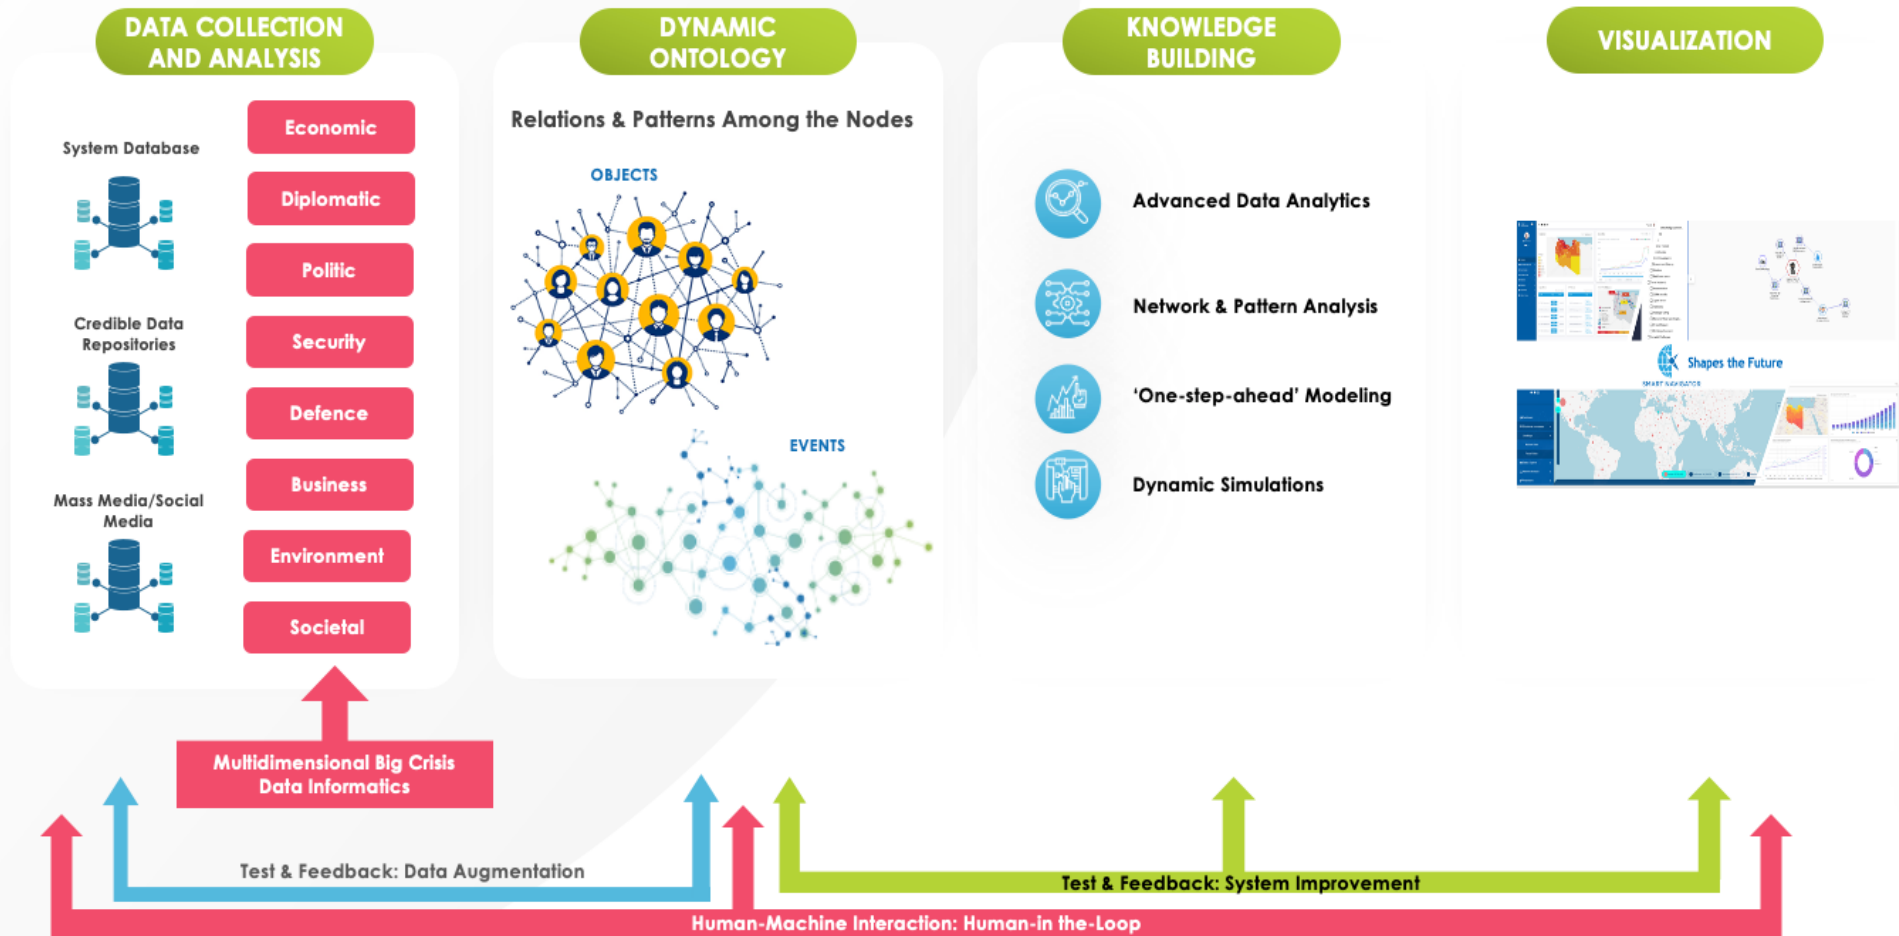 DATA COLLECTION
AND ANALYSIS
System Database
Credible Data
Repositories
Mass Media/Social
Media
Economic
Diplomatic
Politic
Security
Defence
Business
Environment
Societal
Multidimensional Big Crisis
Data Informatics
DYNAMIC
ONTOLOGY
Relations & Patterns Among the Nodes
OBJECTS
EVENTS
KNOWLEDGE
BUILDING
Advanced Data Analytics
Network & Pattern Analysis
‘One-step-ahead’ Modeling
Dynamic Simulations
VISUALIZATION
Shapes the Future
SMART NAVIGATOR
Test & Feedback: Data Augmentation
Test & Feedback: System Improvement
Human-Machine Interaction: Human-in the-Loop